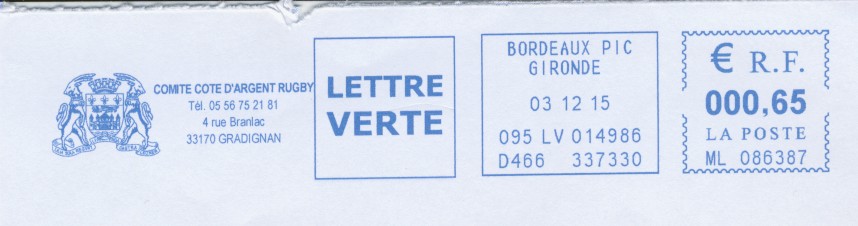 COMITE COTE D'ARGENT RUGBY
Tél. 05 56 75 21 81
4 rue Branlac
33170 GRADIGNAN
LETTRE
VERTE
BORDEAUX PIC
GIRONDE
03 12 15
095 LV 014986
D466 337330
€ R.F.
000,65
LA POSTE
ML 086387